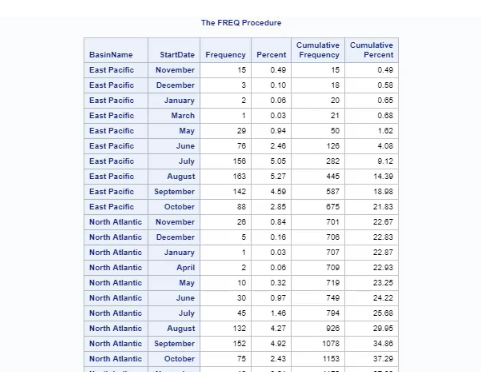 The FREQ Procedure
BasinName StartDate Frequency Percent Cumulative Frequency Cumulative Percent
East Pacific November 15 0.49 15 0.49
East Pacific December 3 0.10 18 0.58
East Pacific January 2 0.06 20 0.65
East Pacific March 1 0.03 21 0.68
East Pacific May 29 0.94 50 1.62
East Pacific June 76 2.46 126 4.08
East Pacific July 156 5.05 282 9.12
East Pacific August 163 5.27 445 14.39
East Pacific September 142 4.59 587 18.98
East Pacific October 88 2.85 675 21.83
North Atlantic November 26 0.84 701 22.67
North Atlantic December 5 0.16 706 22.83
North Atlantic January 1 0.03 707 22.87
North Atlantic April 2 0.06 709 22.93
North Atlantic May 10 0.32 719 23.25
North Atlantic June 30 0.97 749 24.22
North Atlantic July 45 1.46 794 25.68
North Atlantic August 132 4.27 926 29.95
North Atlantic September 152 4.92 1078 34.86
North Atlantic October 75 2.43 1153 37.29